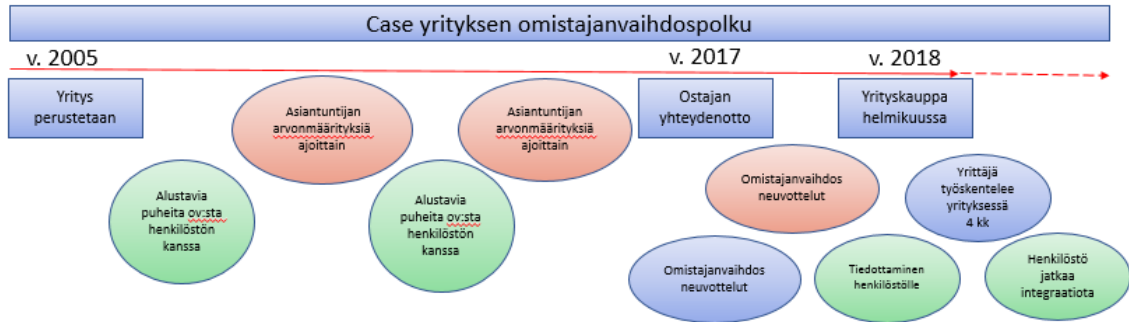 Case yrityksen omistajanvaihdospolku
v. 2005
v. 2017
v. 2018
Yritys
perustetaan
Asiantuntijan
arvonmäärityksiä
ajoittain
Asiantuntijan
arvonmäärityksiä
ajoittain
Ostajan
yhteydenotto
Yrityskauppa
helmikuussa
Alustavia
puheita ov:sta
henkilöstön
kanssa
Alustavia
puheita ov:sta
henkilöstön
kanssa
Omistajanvaihdos
neuvottelut
Yrittäjä
työskentelee
yrityksessä
4 kk
Omistajanvaihdos
neuvottelut
Tiedottaminen
henkilöstölle
Henkilöstö
jatkaa
integraatiota